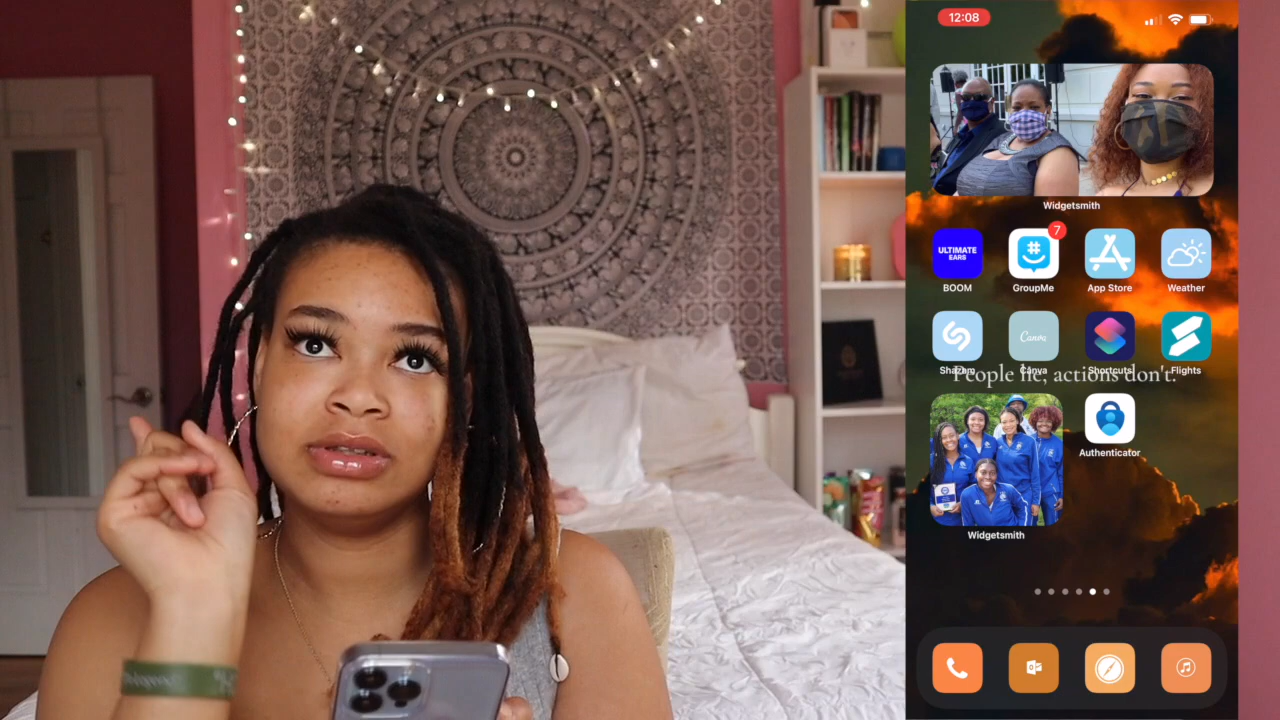 12:08
Widgetsmith
ULTIMATE
EARS
7
BOOM
GroupMe
App Store
Weather
Canva
Shazam
Canva
Shortcuts
Flights
People lie, actions don't.
Authenticator
Widgetsmith